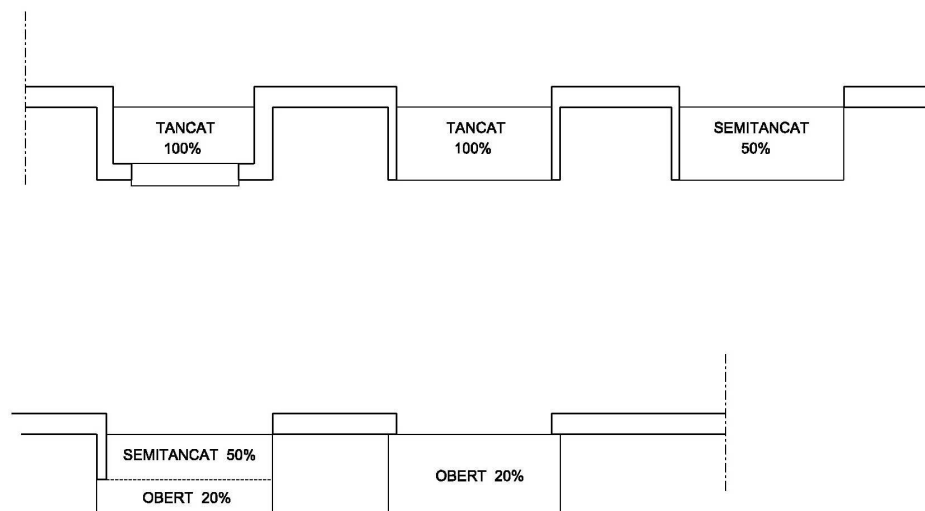 TANCAT
100%
TANCAT
100%
SEMITANCAT
50%
SEMITANCAT 50%
OBERT 20%
OBERT 20%